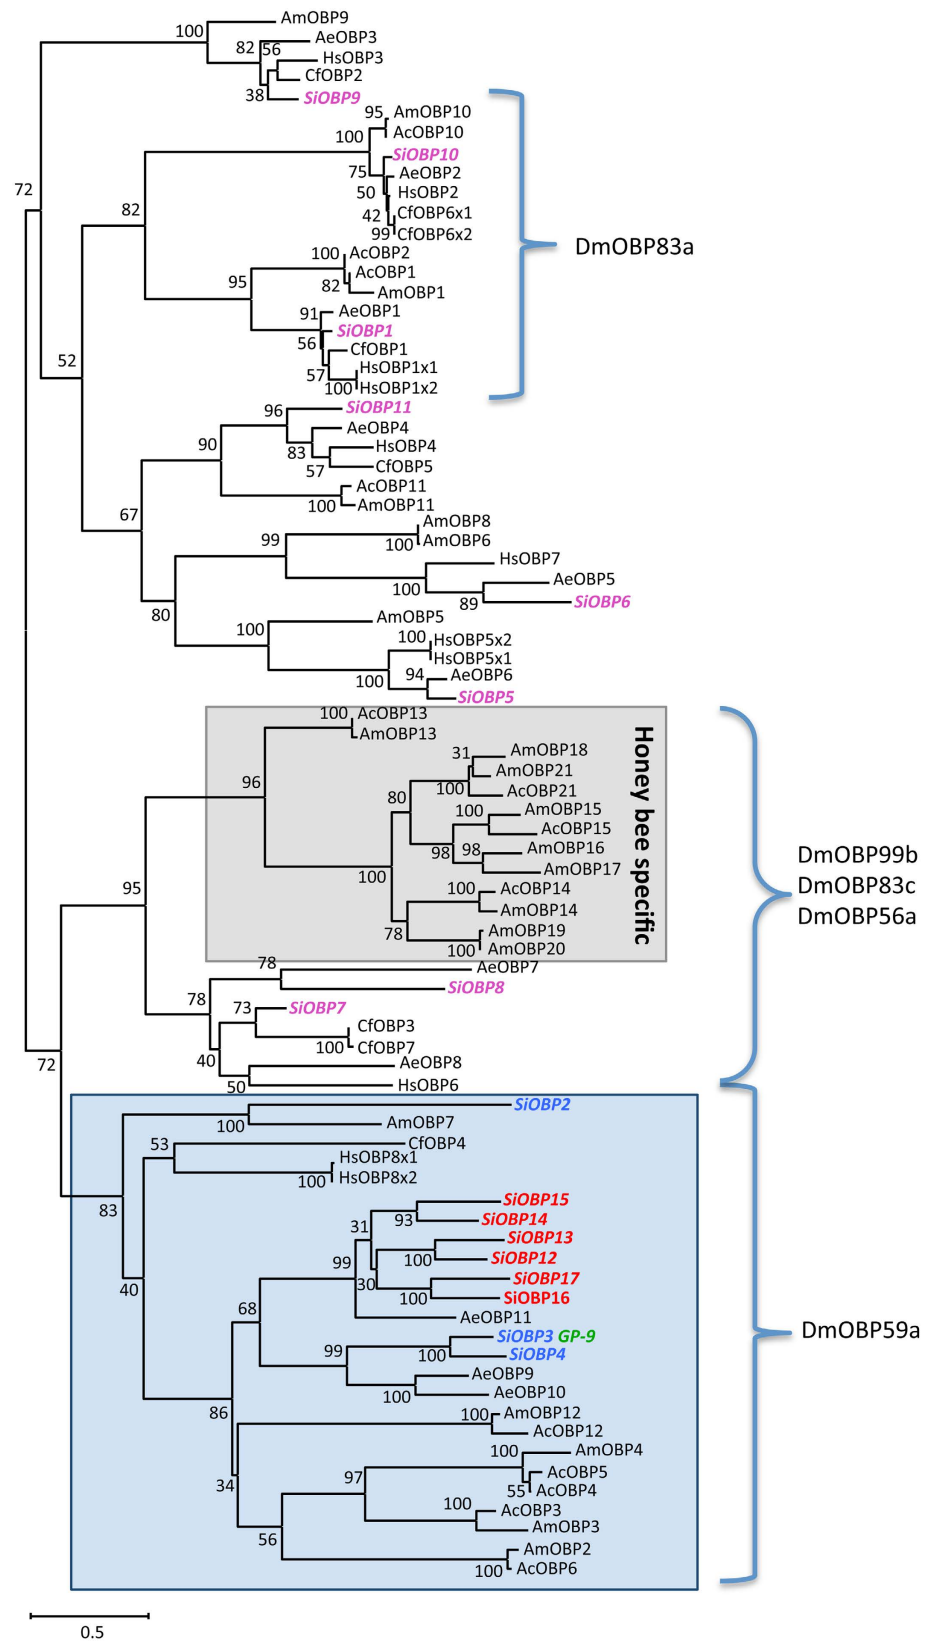 AmOBP9
100
AeOBP3
82
56
HsOBP3
CfOBP2
38
SiOBP9
95
AmOBP10
100
AcOBP10
SiOBP10
75
AeOBP2
72
50
HsOBP2
82
42
CfOBP6x1
99
CfOBP6x2
DmOBP83a
100
AcOBP2
AcOBP1
95
82
AmOBP1
91
AeOBP1
SiOBP1
56
CfOBP1
52
HsOBP1x1
57
100
HsOBP1x2
96
SiOBP11
AeOBP4
90
83
HsOBP4
57
CfOBP5
AcOBP11
100
AmOBP11
67
AmOBP8
99
100
AmOBP6
HsOBP7
100
AeOBP5
89
SiOBP6
80
AmOBP5
100
100
HsOBP5x2
HsOBP5x1
94
AeOBP6
100
SiOBP5
100
AcOBP13
AmOBP13
Honey bee specific
31
AmOBP18
AmOBP21
96
100
AcOBP21
80
100
AmOBP15
AcOBP15
98
98
AmOBP16
100
AmOBP17
95
100
AcOBP14
AmOBP14
78
AmOBP19
100
AmOBP20
DmOBP99b
DmOBP83c
DmOBP56a
78
AeOBP7
SiOBP8
78
73
SiOBP7
CfOBP3
40
100
CfOBP7
72
AeOBP8
50
HsOBP6
SiOBP2
100
AmOBP7
53
CfOBP4
HsOBP8x1
100
HsOBP8x2
83
SiOBP15
31
93
SiOBP14
SiOBP13
99
100
SiOBP12
40
30
SiOBP17
100
SiOBP16
68
AeOBP11
SiOBP3 GP-9
99
100
SiOBP4
DmOBP59a
AeOBP9
100
AeOBP10
86
100
AmOBP12
AcOBP12
100
AmOBP4
97
AcOBP5
34
55
AcOBP4
100
AcOBP3
AmOBP3
56
AmOBP2
100
AcOBP6
0.5